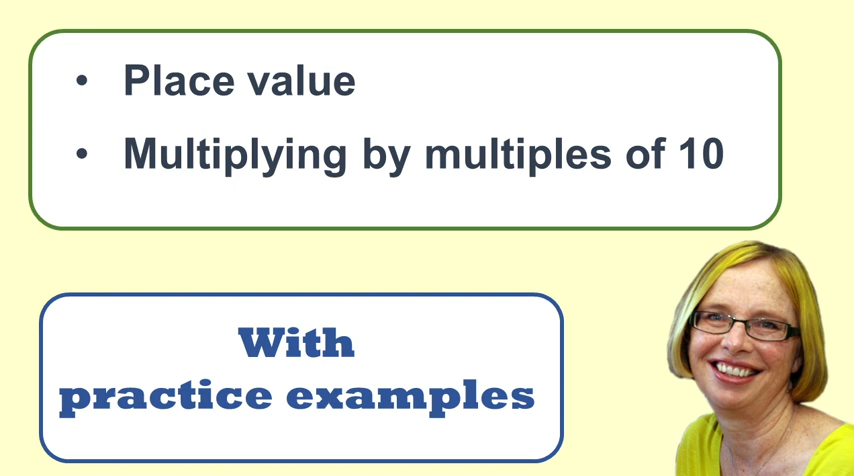 • Place value
• Multiplying by multiples of 10
With
practice examples